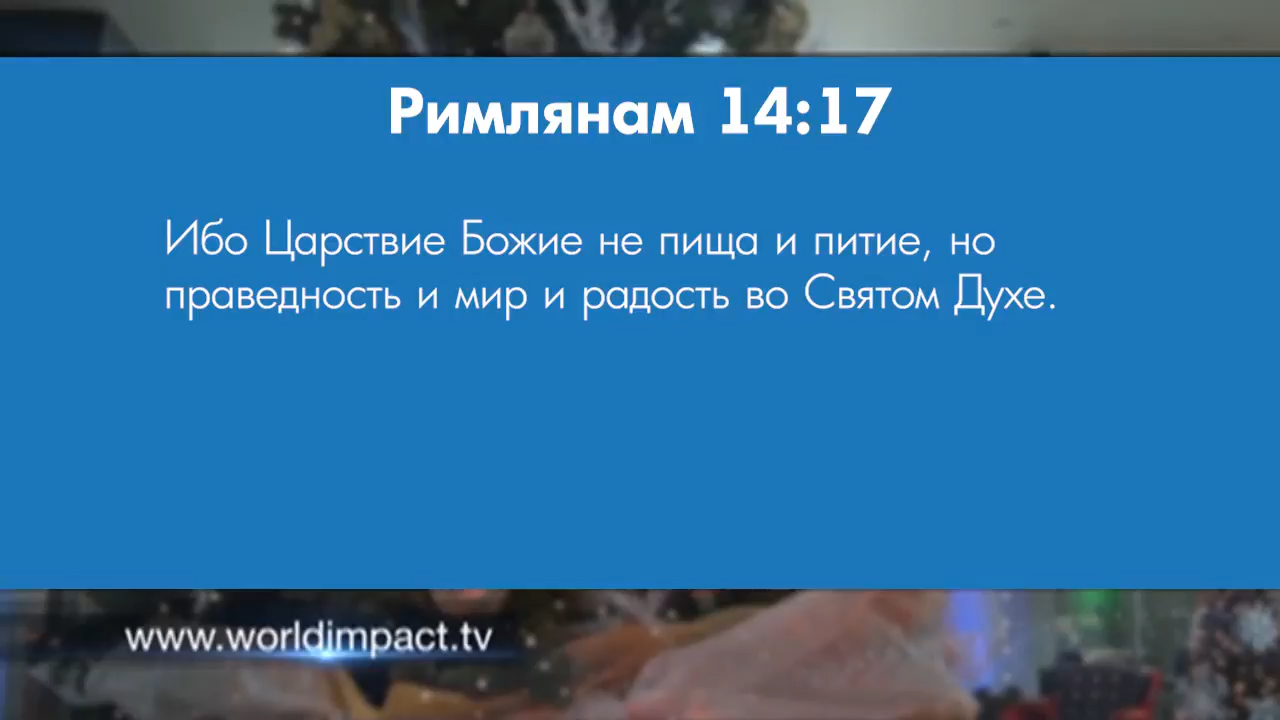 Римлянам 14:17
Ибо Царствие Божие не пища и питие, но
праведность и мир и радость во Святом Духе.
www.worldimpact.tv